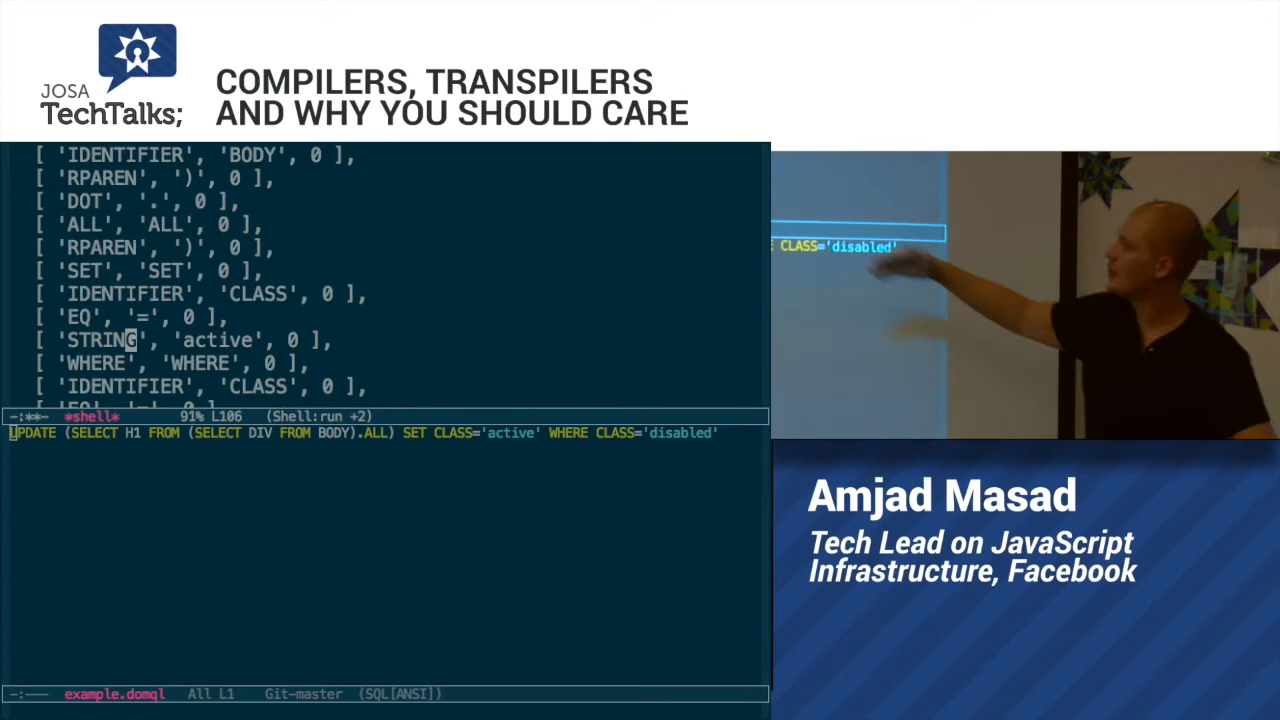 JOSA
TechTalks;
COMPILERS, TRANSPILERS
AND WHY YOU SHOULD CARE
[ 'IDENTIFIER', 'BODY', 0 ],
[ 'RPAREN', ')', 0 ],
[ 'DOT', '.', 0 ],
[ 'ALL', 'ALL', 0 ],
[ 'RPAREN', ')', 0 ],
[ 'SET', 'SET', 0 ],
[ 'IDENTIFIER', 'CLASS', 0 ],
[ 'EQ', '=', 0 ],
[ 'STRING', 'active', 0 ],
[ 'WHERE', 'WHERE', 0 ],
[ 'IDENTIFIER', 'CLASS', 0 ],
[ 'EQ', '=', 0 ],
-:**- *shell* 91% L106 (Shell:run +2)
UPDATE (SELECT H1 FROM (SELECT DIV FROM BODY).ALL) SET CLASS='active' WHERE CLASS='disabled'
-:--- example.domql All L1 Git-master (SQL[ANSI])
E CLASS='disabled'
Amjad Masad
Tech Lead on JavaScript
Infrastructure, Facebook